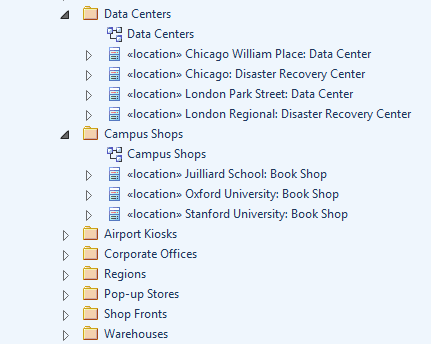 Data Centers
Data Centers
«location» Chicago William Place: Data Center
«location» Chicago: Disaster Recovery Center
«location» London Park Street: Data Center
«location» London Regional: Disaster Recovery Center
Campus Shops
Campus Shops
«location» Juilliard School: Book Shop
«location» Oxford University: Book Shop
«location» Stanford University: Book Shop
Airport Kiosks
Corporate Offices
Regions
Pop-up Stores
Shop Fronts
Warehouses